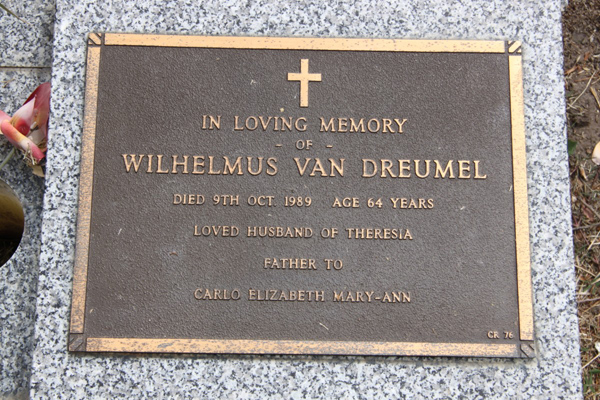 IN LOVING MEMORY
- OF -
WILHELMUS VAN DREUMEL
DIED 9TH OCT. 1989 AGE 64 YEARS
LOVED HUSBAND OF THERESIA
FATHER TO
CARLO ELIZABETH MARY-ANN
CR 76